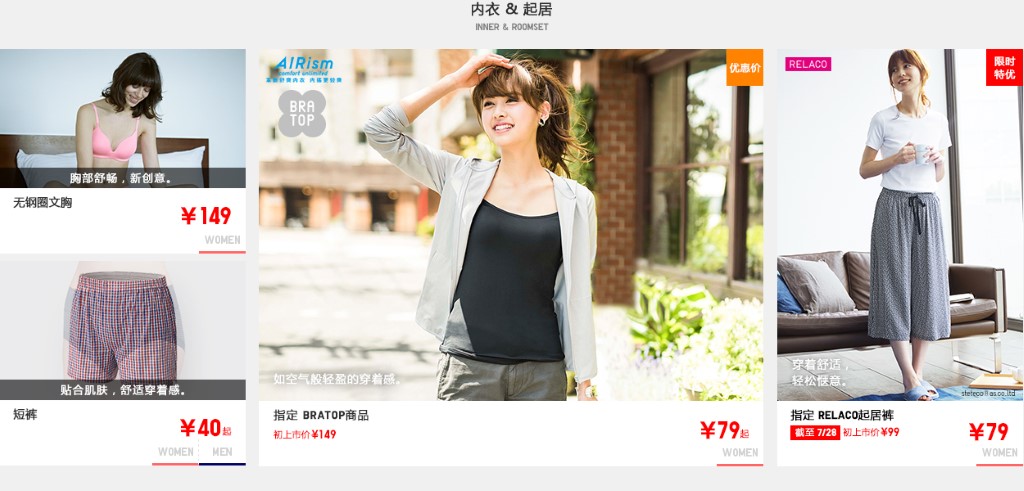 内衣 & 起居
INNER & ROOMSET
胸部舒畅，新创意。
无钢圈文胸
¥149
WOMEN
贴合肌肤，舒适穿着感。
短裤
¥40起
WOMEN
MEN
AIRism
comfort unlimited
BRA
TOP
优惠价
如空气般轻盈的穿着感。
指定 BRATOP商品
初上市价¥149
¥79起
WOMEN
RELACO
限时
特优
穿着舒适，
轻松惬意。
指定 RELACO起居裤
截至 7/28 初上市价¥99
¥79
WOMEN